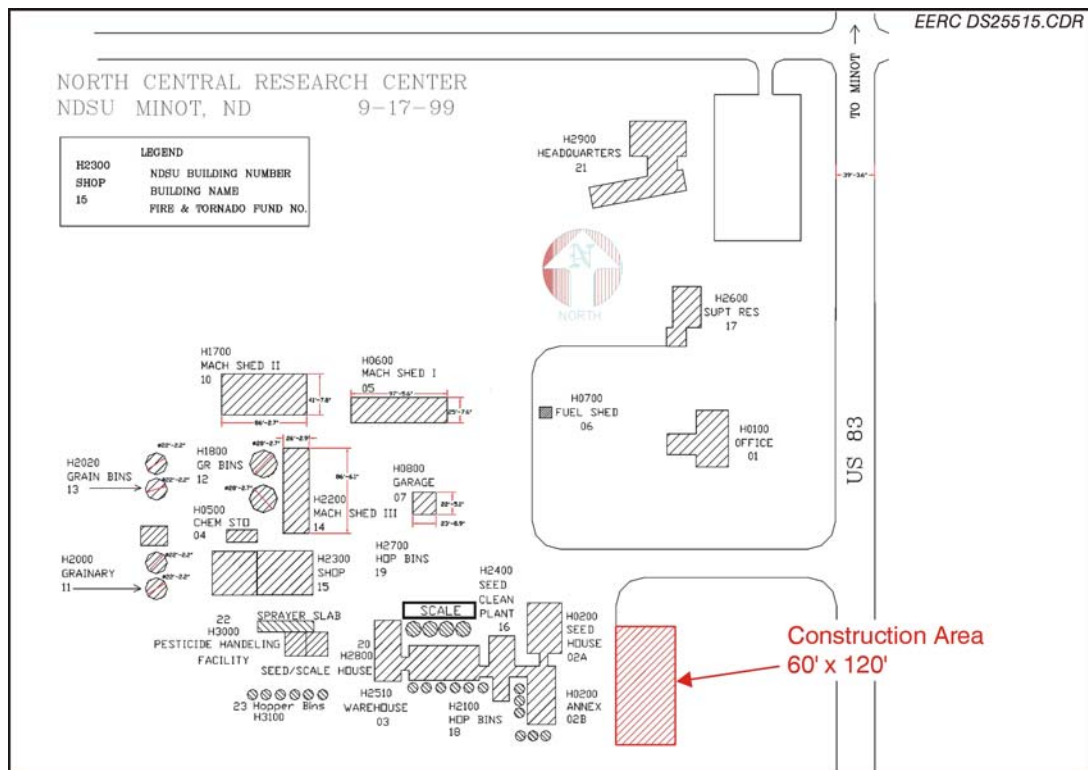 EERC DS25515.CDR
TO MINOT
NORTH CENTRAL RESEARCH CENTER
NDSU MINOT, ND 9-17-99
LEGEND
H2300 NDSU BUILDING NUMBER
SHOP BUILDING NAME
15 FIRE & TORNADO FUND NO.
H2900
HEADQUARTERS
21
N
NORTH
H2600
SUPT RES
17
H1700
MACH SHED II
10
H0600
MACH SHED I
05
H0700
FUEL SHED
06
H0100
OFFICE
01
US 83
H2020
GRAIN BINS
13
H1800
GR BINS
12
H0800
GARAGE
07
H2200
MACH SHED III
14
H0500
CHEM STO
04
H2000
GRAINARY
11
H2300
SHOP
15
H2700
HOP BINS
19
H2400
SEED
CLEAN
PLANT
16
SCALE
H0200
SEED
HOUSE
02A
22
SPRAYER SLAB
H3000
PESTICIDE HANDELING
FACILITY
20
H2800
SEED/SCALE HOUSE
Construction Area
60' x 120'
H2510
WAREHOUSE
03
H2100
HOP BINS
18
H0200
ANNEX
02B
23 Hopper Bins
H3100